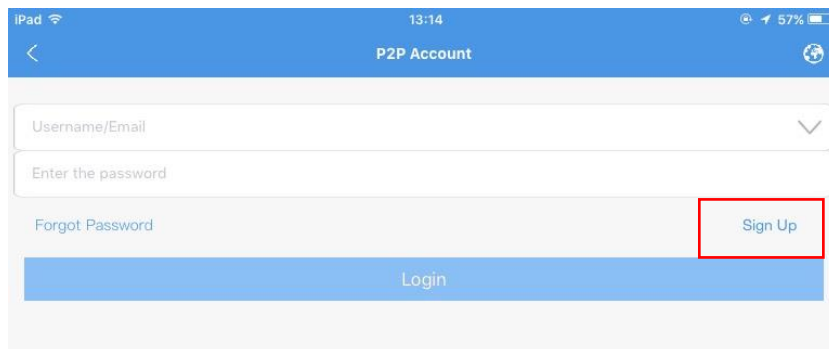 iPad 13:14 57%
P2P Account
Username/Email
Enter the password
Forgot Password Sign Up
Login